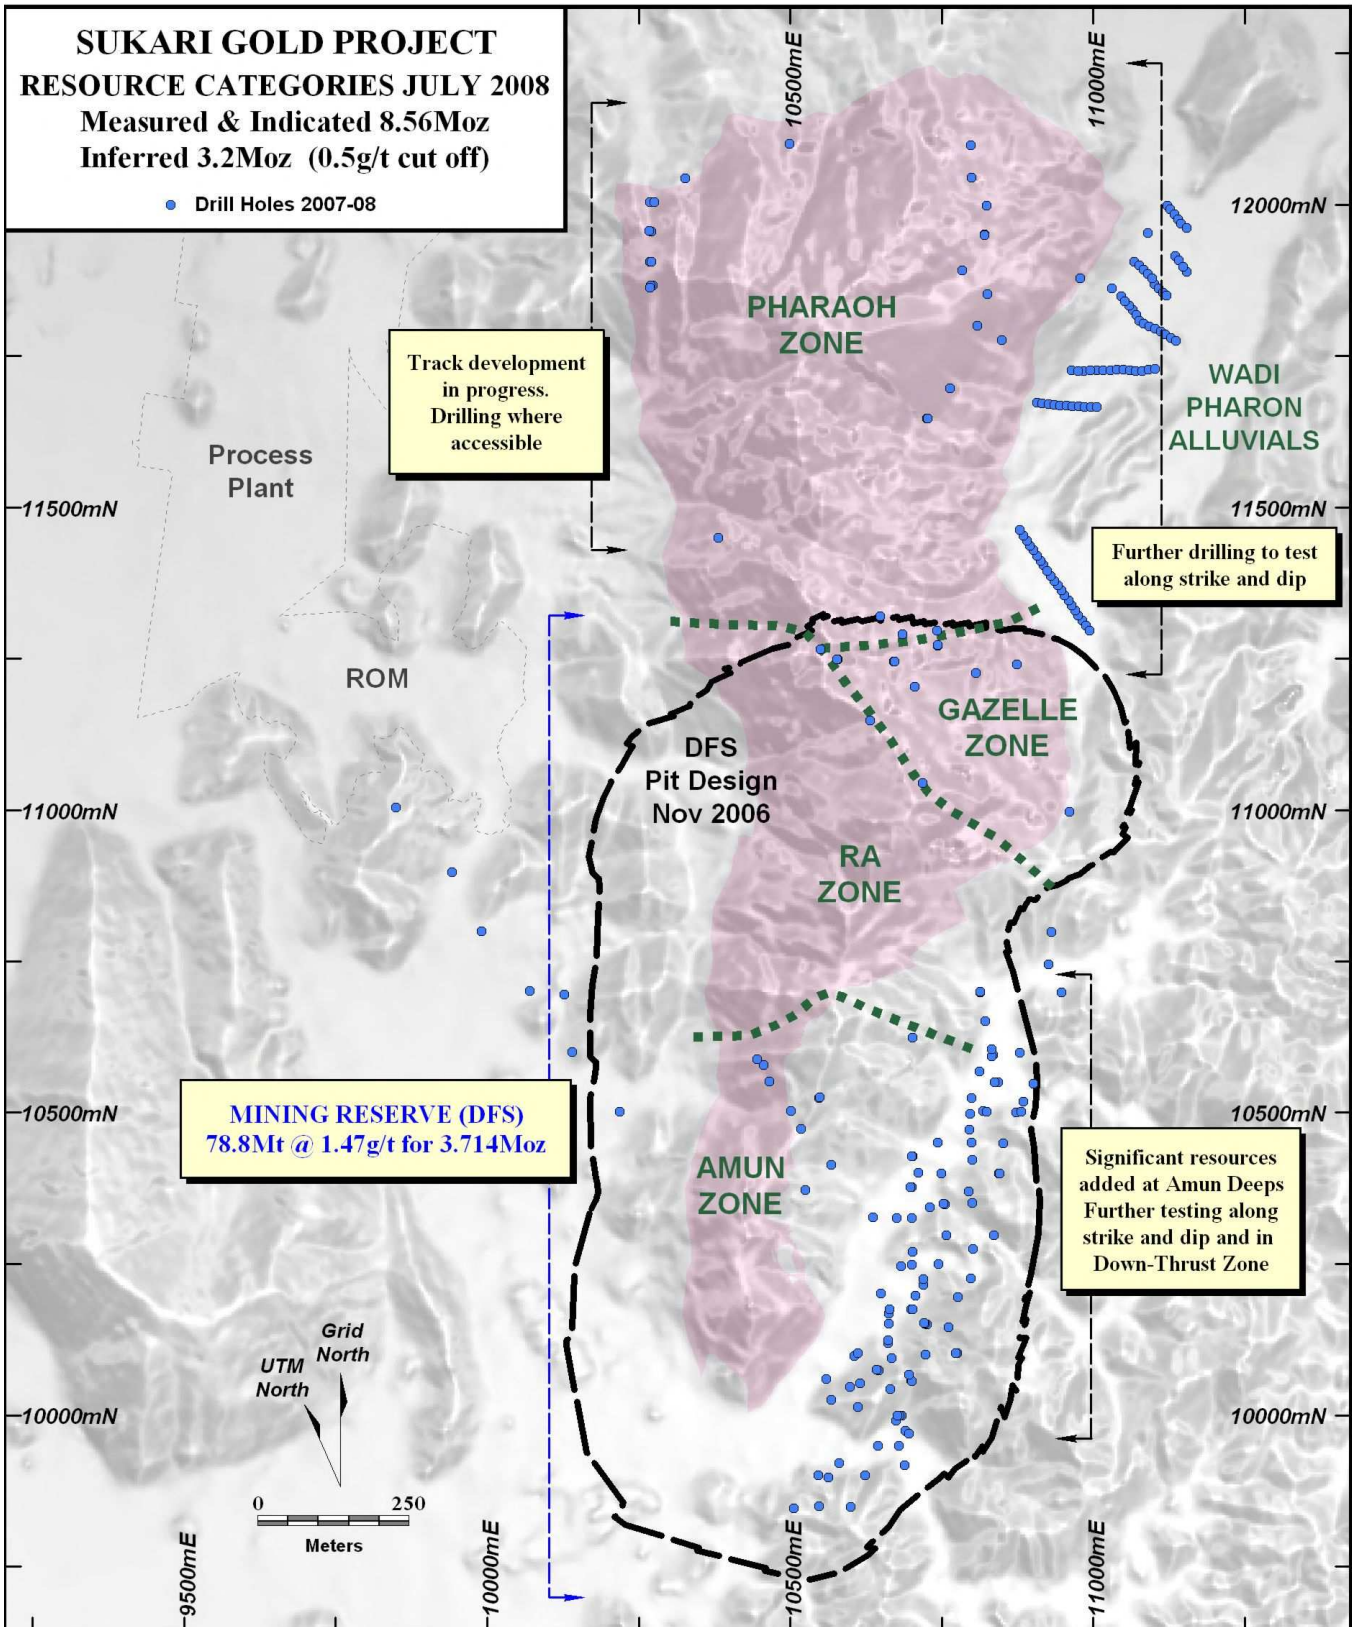 SUKARI GOLD PROJECT
RESOURCE CATEGORIES JULY 2008
Measured & Indicated 8.56Moz
Inferred 3.2Moz (0.5g/t cut off)
Drill Holes 2007-08
10500mE
11000mE
12000mN
PHARAOH
ZONE
Track development
in progress.
Drilling where
accessible
WADI
PHARON
ALLUVIALS
Process
Plant
11500mN
11500mN
Further drilling to test
along strike and dip
ROM
GAZELLE
ZONE
DFS
Pit Design
Nov 2006
11000mN
11000mN
RA
ZONE
MINING RESERVE (DFS)
78.8Mt @ 1.47g/t for 3.714Moz
10500mN
10500mN
AMUN
ZONE
Significant resources
added at Amun Deeps
Further testing along
strike and dip and in
Down-Thrust Zone
Grid
North
UTM
North
10000mN
10000mN
0 250
Meters
9500mE
10000mE
10500mE
11000mE